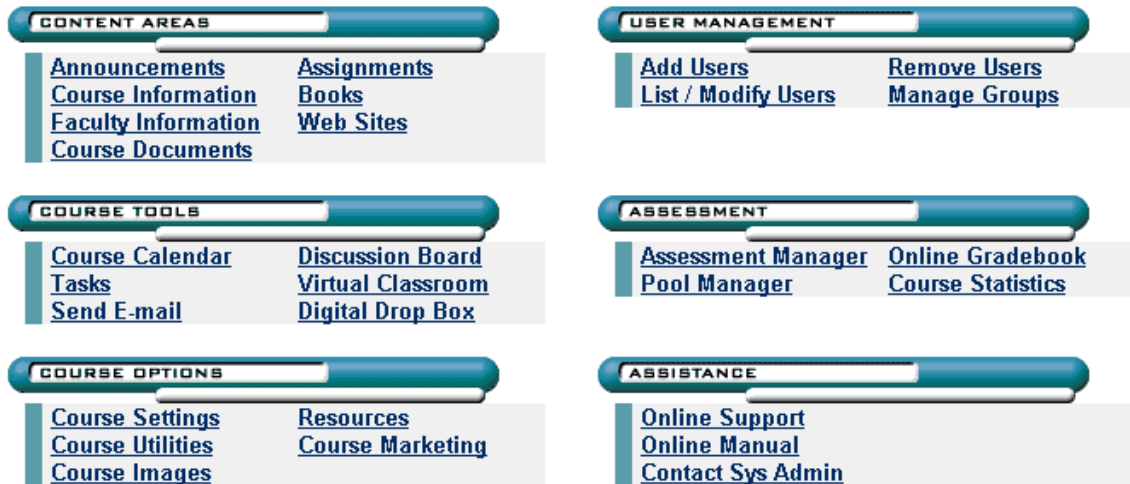 CONTENT AREAS
Announcements Assignments
Course Information Books
Faculty Information Web Sites
Course Documents
USER MANAGEMENT
Add Users Remove Users
List / Modify Users Manage Groups
COURSE TOOLS
Course Calendar Discussion Board
Tasks Virtual Classroom
Send E-mail Digital Drop Box
ASSESSMENT
Assessment Manager Online Gradebook
Pool Manager Course Statistics
COURSE OPTIONS
Course Settings Resources
Course Utilities Course Marketing
Course Images
ASSISTANCE
Online Support
Online Manual
Contact Sys Admin